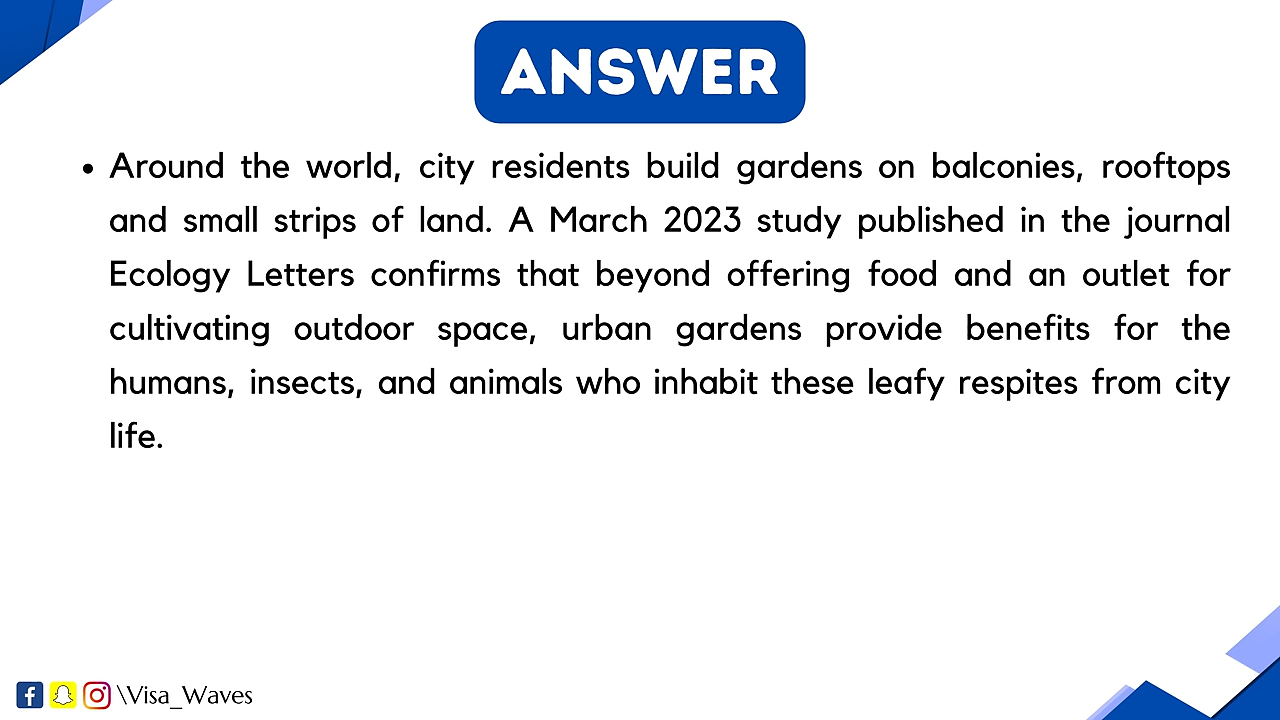 ANSWER
• Around the world, city residents build gardens on balconies, rooftops
and small strips of land. A March 2023 study published in the journal
Ecology Letters confirms that beyond offering food and an outlet for
cultivating outdoor space, urban gardens provide benefits for the
humans, insects, and animals who inhabit these leafy respites from city
life.
\Visa_Waves